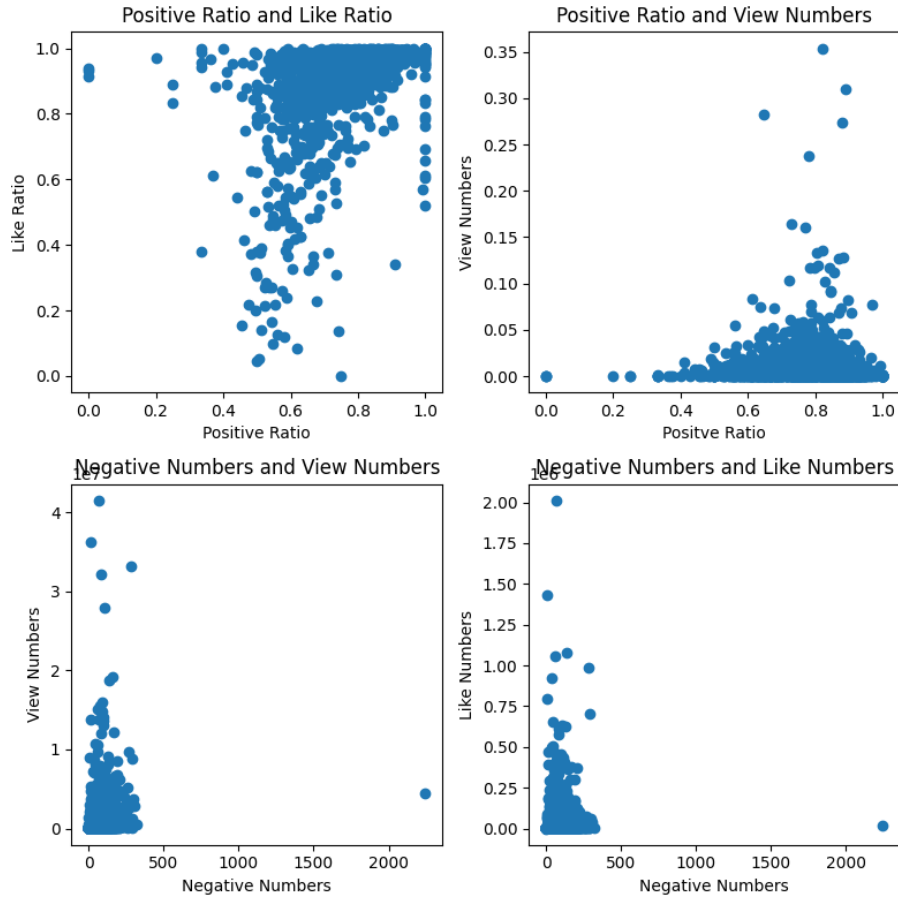 Positive Ratio and Like Ratio
Like Ratio
1.0
0.8
0.6
0.4
0.2
0.0
0.0 0.2 0.4 0.6 0.8 1.0
Positive Ratio
Positive Ratio and View Numbers
View Numbers
0.35
0.30
0.25
0.20
0.15
0.10
0.05
0.00
0.0 0.2 0.4 0.6 0.8 1.0
Positve Ratio
Negative Numbers and View Numbers
1e7
View Numbers
4
3
2
1
0
0 500 1000 1500 2000
Negative Numbers
Negative Numbers and Like Numbers
1e6
Like Numbers
2.00
1.75
1.50
1.25
1.00
0.75
0.50
0.25
0.00
0 500 1000 1500 2000
Negative Numbers